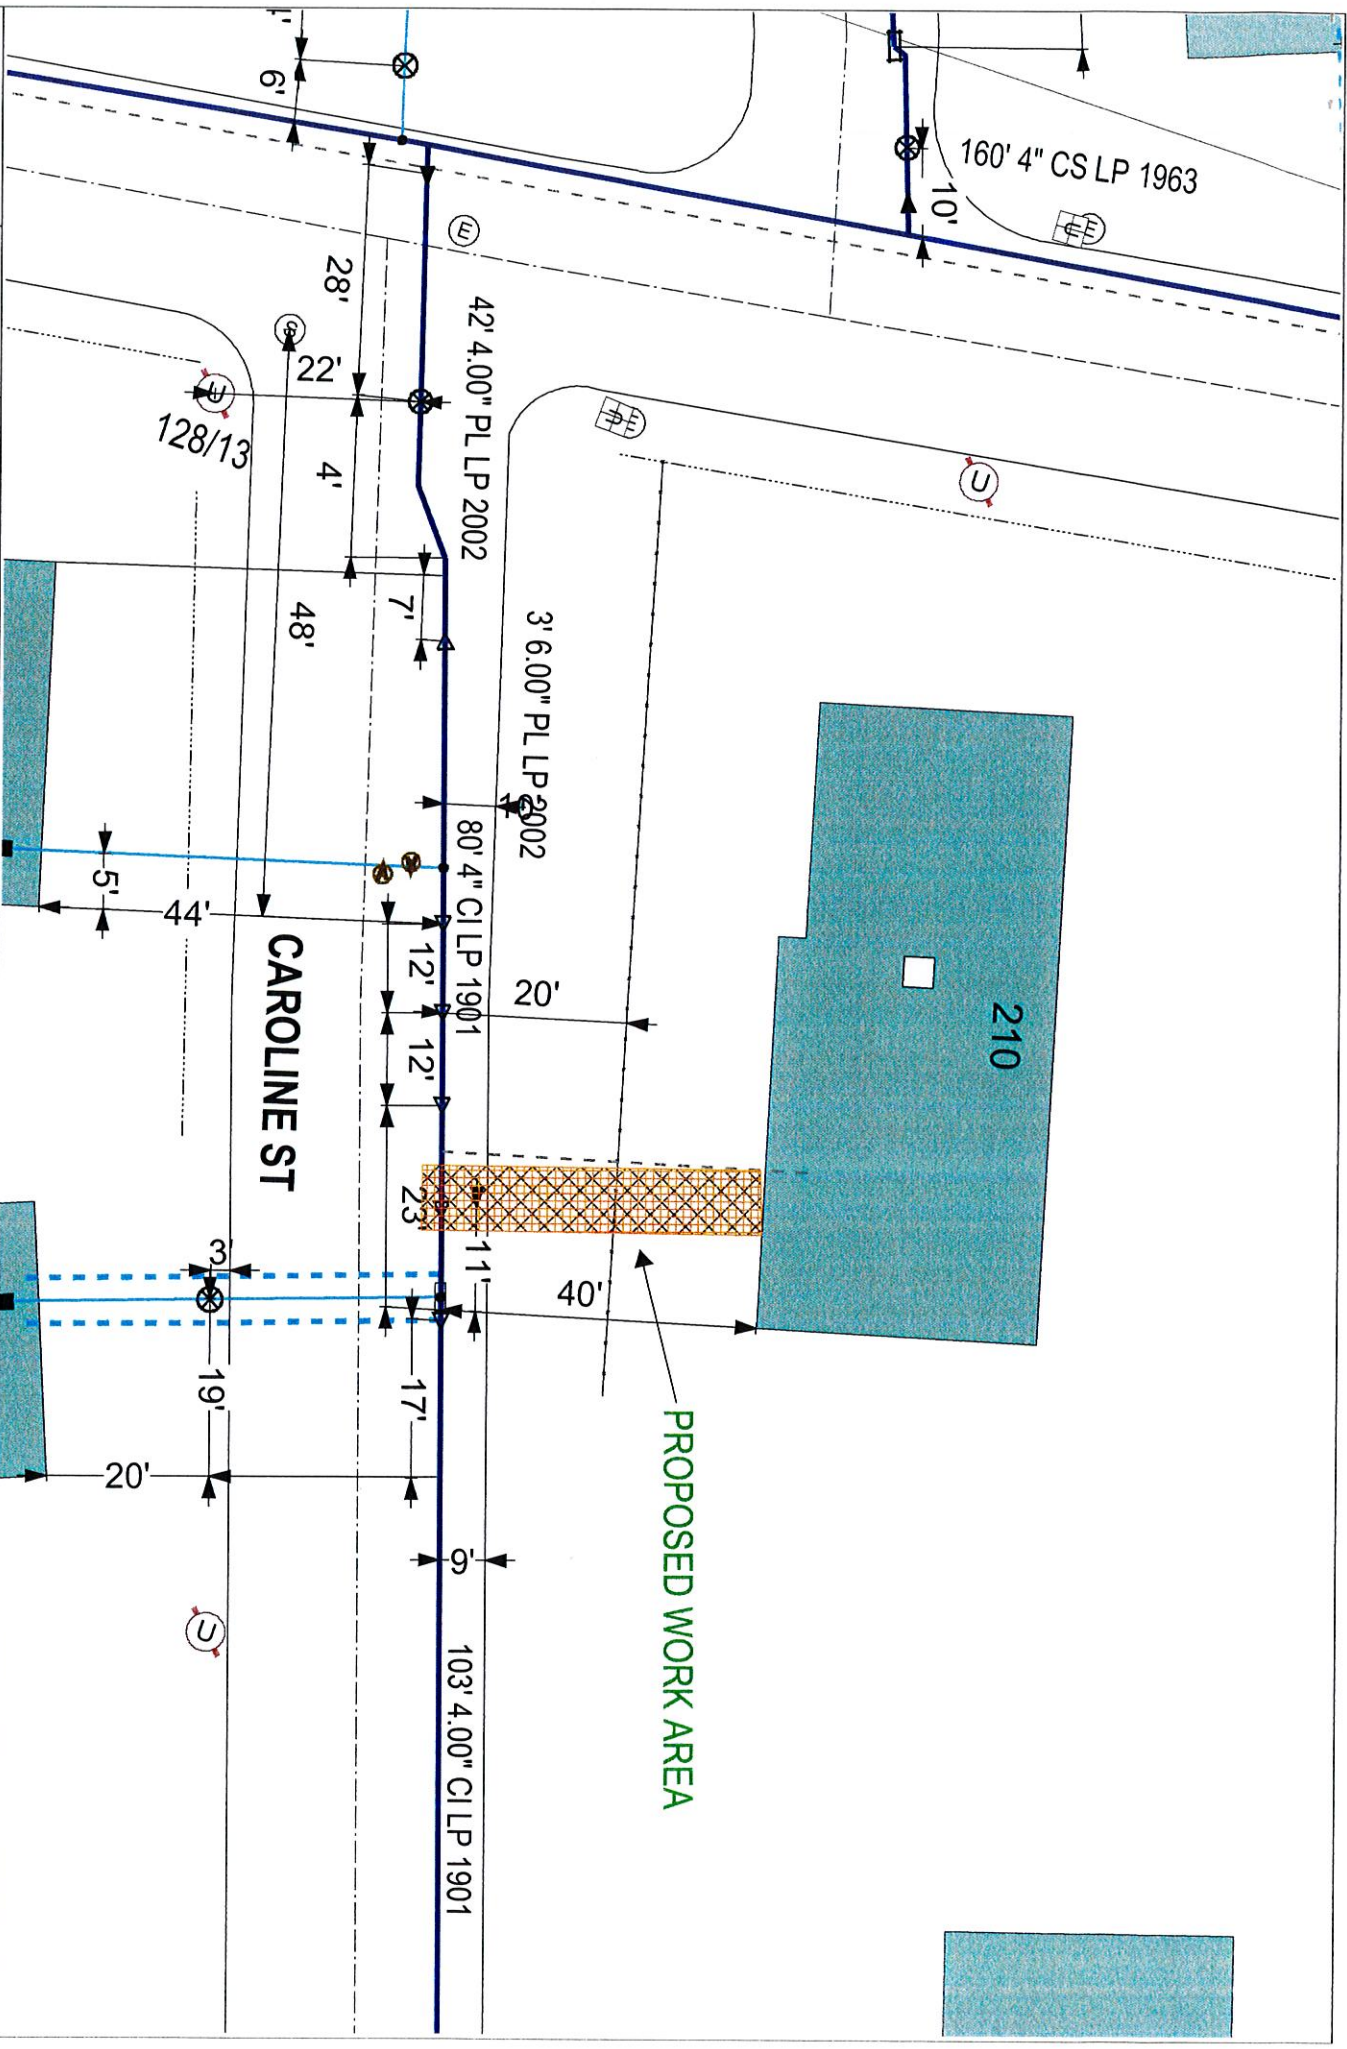 6'
160' 4" CS LP 1963
10'
E
28'
42' 4.00" PL LP 2002
22'
U
128/13
4'
U
48'
7'
3' 6.00" PL LP 2002
5'
44'
80' 4" CI LP 1901
12'
20'
12'
210
CAROLINE ST
23'
11'
40'
3'
19'
17'
20'
9'
PROPOSED WORK AREA
U
103' 4.00" CI LP 1901